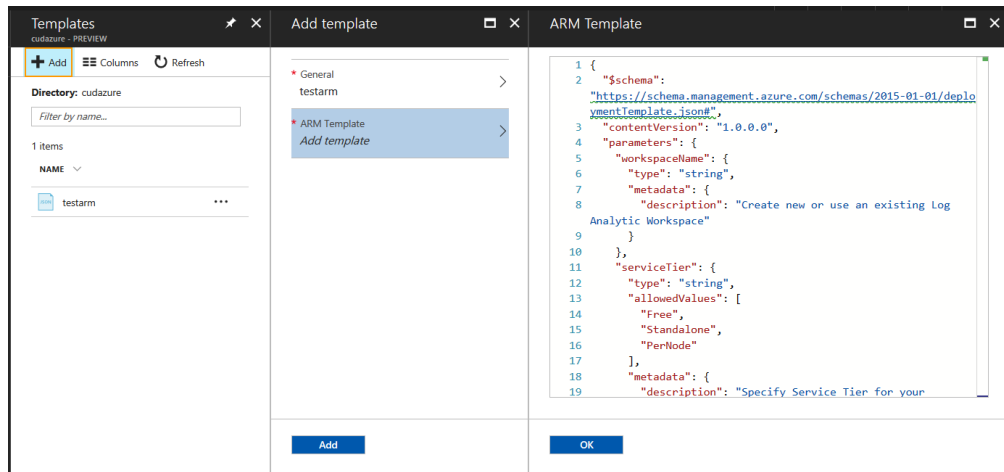 Templates
cudazure - PREVIEW
Add
Columns
Refresh
Directory: cudazure
Filter by name...
1 items
NAME
testarm
Add template
* General
testarm
* ARM Template
Add template
Add
ARM Template
1 {
2 "$schema":
"https://schema.management.azure.com/schemas/2015-01-01/deplo
ymentTemplate.json#",
3 "contentVersion": "1.0.0.0",
4 "parameters": {
5 "workspaceName": {
6 "type": "string",
7 "metadata": {
8 "description": "Create new or use an existing Log
Analytic Workspace"
9 }
10 },
11 "serviceTier": {
12 "type": "string",
13 "allowedValues": [
14 "Free",
15 "Standalone",
16 "PerNode"
17 ],
18 "metadata": {
19 "description": "Specify Service Tier for your
OK